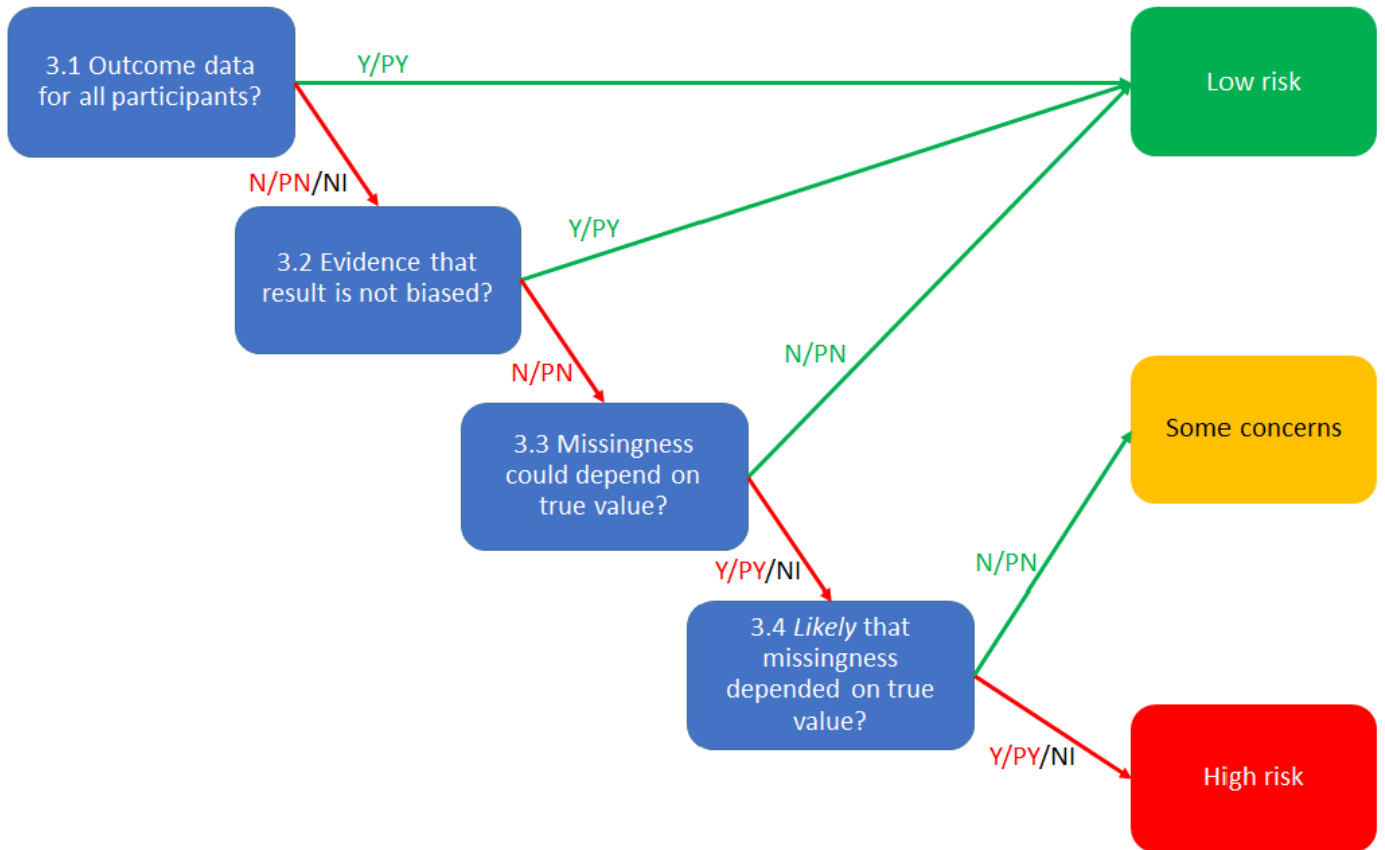 3.1 Outcome data
for all participants?
Y/PY
Low risk
N/PN/NI
3.2 Evidence that
result is not biased?
Y/PY
N/PN
3.3 Missingness
could depend on
true value?
N/PN
Some concerns
Y/PY/NI
3.4 Likely that
missingness
depended on true
value?
N/PN
Y/PY/NI
High risk